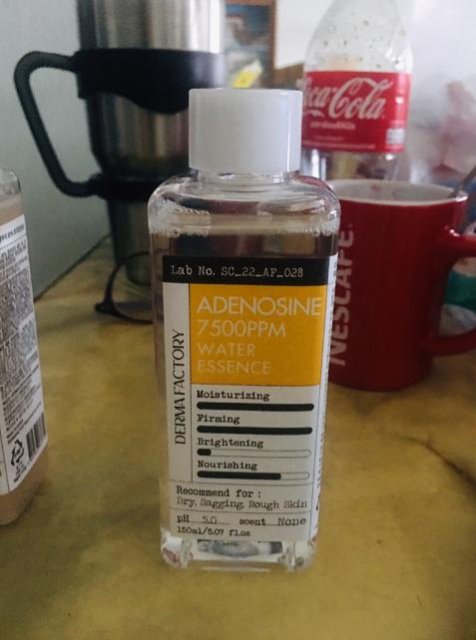 Coca-Cola
NESCAFÉ
Lab No. SC_22_AF_028
ADENOSINE
7500PPM
WATER
ESSENCE
DERMA FACTORY
Moisturizing
Firming
Brightening
Nourishing
Recommend for :
Dry, Sagging, Rough Skin
pH 5.0 scent None
150ml/5.07 fl.oz